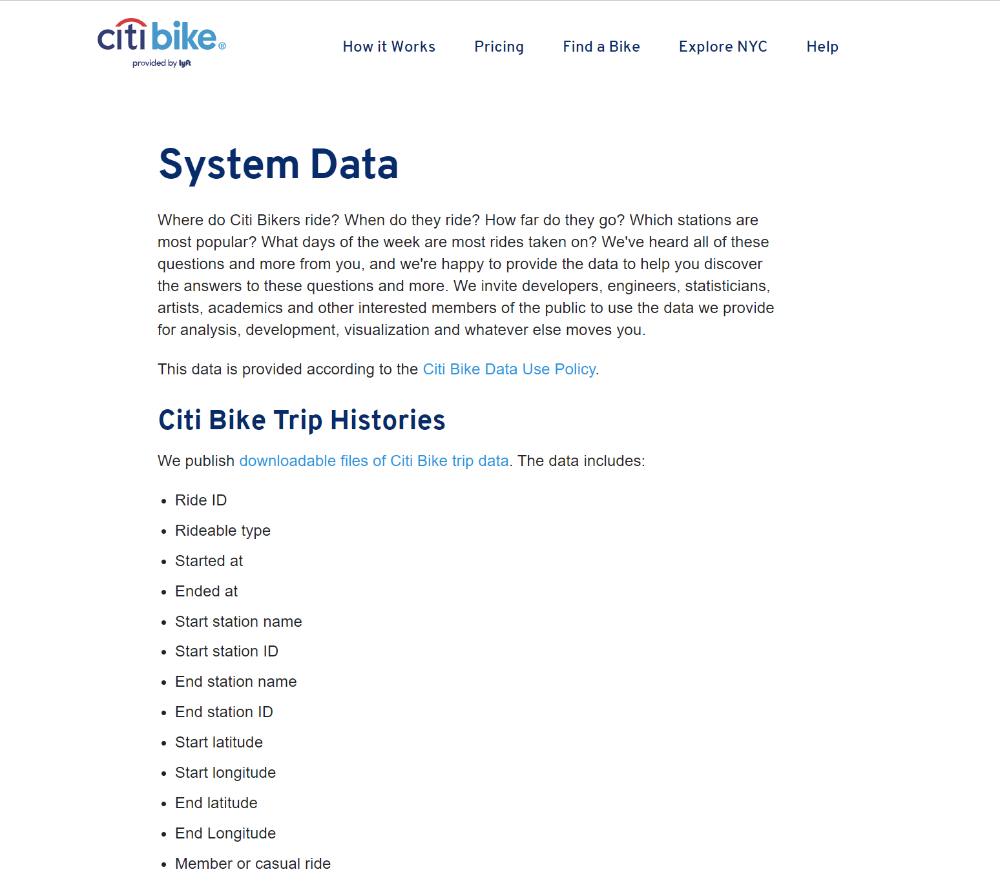 citi bike®
provided by lyft
How it Works
Pricing
Find a Bike
Explore NYC
Help
System Data
Where do Citi Bikers ride? When do they ride? How far do they go? Which stations are
most popular? What days of the week are most rides taken on? We've heard all of these
questions and more from you, and we're happy to provide the data to help you discover
the answers to these questions and more. We invite developers, engineers, statisticians,
artists, academics and other interested members of the public to use the data we provide
for analysis, development, visualization and whatever else moves you.
This data is provided according to the Citi Bike Data Use Policy.
Citi Bike Trip Histories
We publish downloadable files of Citi Bike trip data. The data includes:
• Ride ID
• Rideable type
• Started at
• Ended at
• Start station name
• Start station ID
• End station name
• End station ID
• Start latitude
• Start longitude
• End latitude
• End Longitude
• Member or casual ride